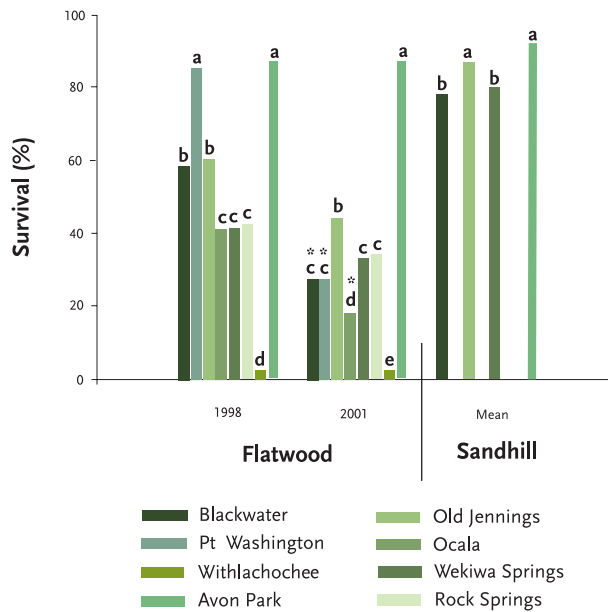 Survival (%)
100
80
60
40
20
0
b
a
b
c
c
c
d
a
**
**
c
c
b
*
d
c
c
e
a
b
a
b
a
1998
2001
Mean
Flatwood
Sandhill
Blackwater
Pt Washington
Withlachochee
Avon Park
Old Jennings
Ocala
Wekiwa Springs
Rock Springs